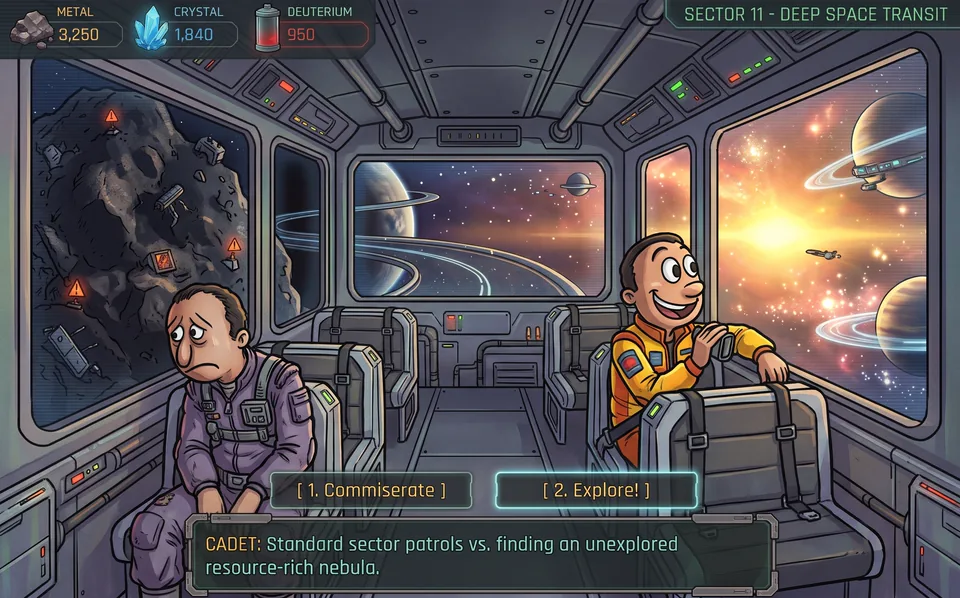 METAL
3,250
CRYSTAL
1,840
DEUTERIUM
950
SECTOR 11 - DEEP SPACE TRANSIT
[ 1. Commiserate ]
[ 2. Explore! ]
CADET: Standard sector patrols vs. finding an unexplored
resource-rich nebula.